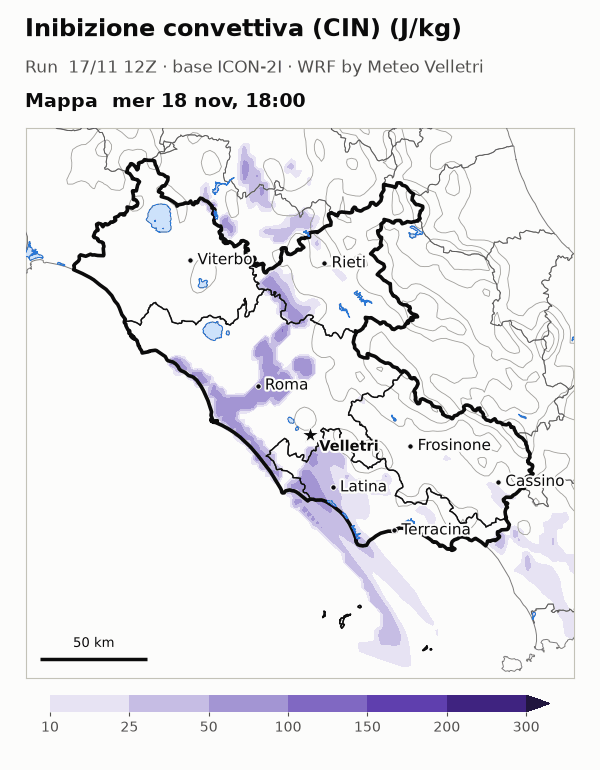 Inibizione convettiva (CIN) (J/kg)
Run  17/11 12Z · base ICON-2I · WRF by Meteo Velletri
Mappa  mer 18 nov, 18:00
Viterbo
Rieti
Roma
Velletri
Frosinone
Cassino
Latina
Terracina
50 km
10 25 50 100 150 200 300